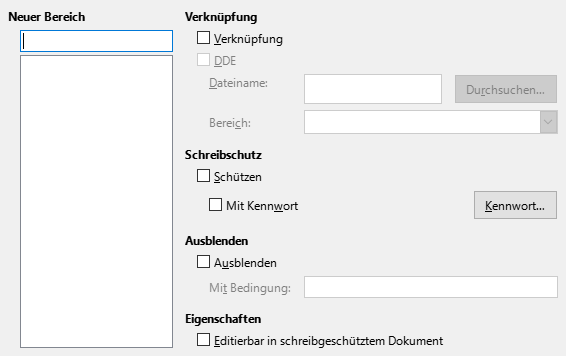 Neuer Bereich
Verknüpfung
Verknüpfung
DDE
Dateiname:
Durchsuchen...
Bereich:
Schreibschutz
Schützen
Mit Kennwort
Kennwort...
Ausblenden
Ausblenden
Mit Bedingung:
Eigenschaften
Editierbar in schreibgeschütztem Dokument